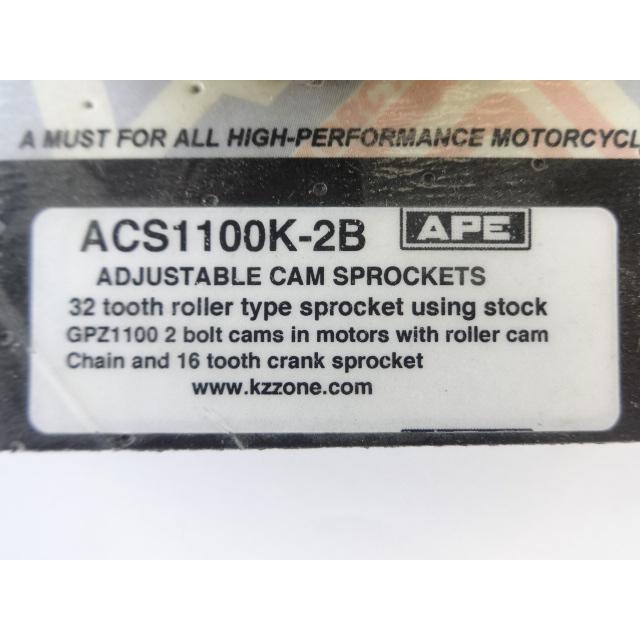 A MUST FOR ALL HIGH-PERFORMANCE MOTORCYCL
ACS1100K-2B APE
ADJUSTABLE CAM SPROCKETS
32 tooth roller type sprocket using stock
GPZ1100 2 bolt cams in motors with roller cam
Chain and 16 tooth crank sprocket
www.kzzone.com